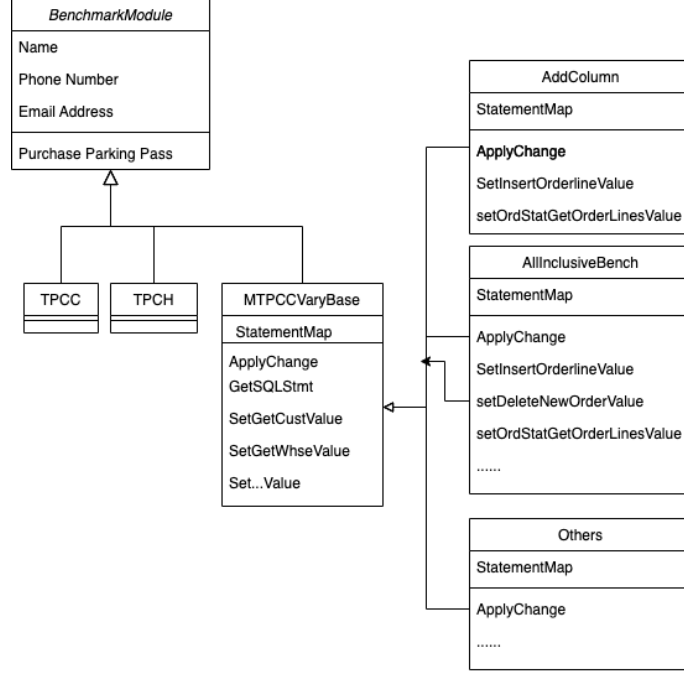 BenchmarkModule
Name
Phone Number
Email Address
Purchase Parking Pass
TPCC
TPCH
MTPCCVaryBase
StatementMap
ApplyChange
GetSQLStmt
SetGetCustValue
SetGetWhseValue
Set...Value
AddColumn
StatementMap
ApplyChange
SetInsertOrderlineValue
setOrdStatGetOrderLinesValue
AllInclusiveBench
StatementMap
ApplyChange
SetInsertOrderlineValue
setDeleteNewOrderValue
setOrdStatGetOrderLinesValue
......
Others
StatementMap
ApplyChange
......